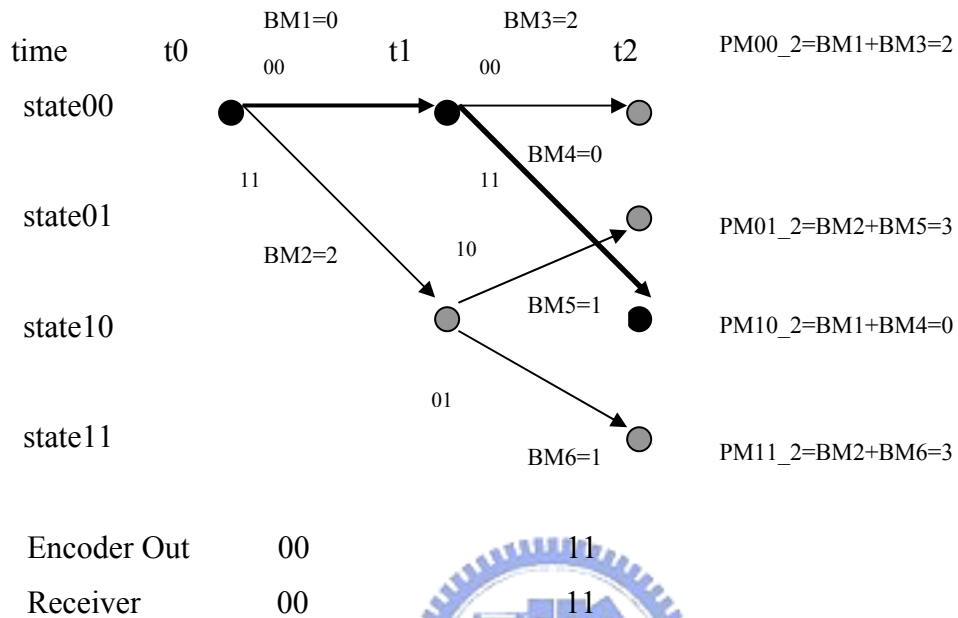 BM1=0 BM3=2
time t0 t1 t2 PM00_2=BM1+BM3=2
00 00
state00
BM4=0
11 11
state01 PM01_2=BM2+BM5=3
BM2=2 10
BM5=1
state10 PM10_2=BM1+BM4=0
01
state11 PM11_2=BM2+BM6=3
BM6=1
Encoder Out 00 11
Receiver 00 11